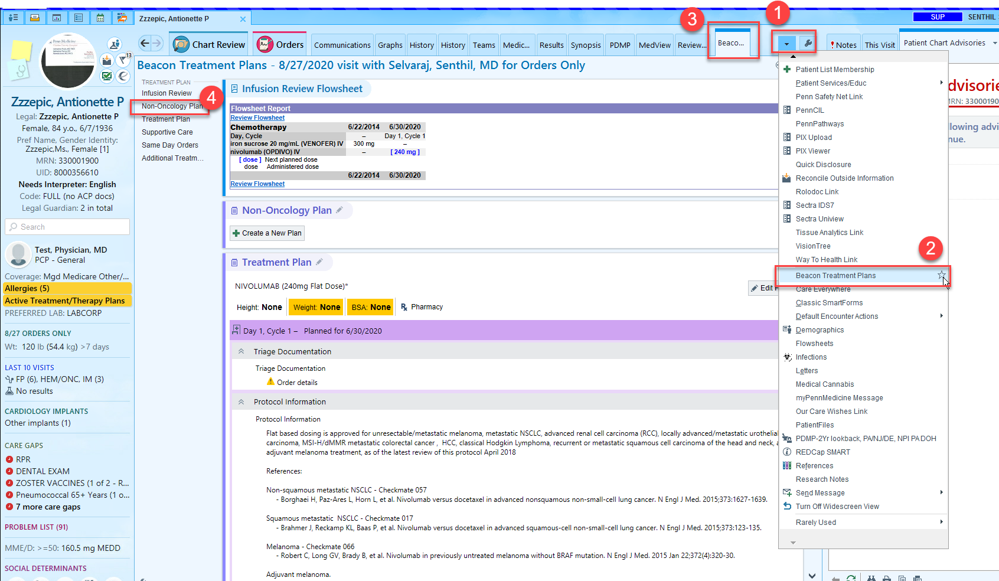 1
3
Zzzepic, Antionette P
SUP
SENTHIL
Penn Medicine
13
Chart Review
Orders
Communications
Graphs
History
History
Teams
Medic...
Results
Synopsis
PDMP
MedView
Review...
Beaco...
Notes
This Visit
Patient Chart Advisories
Beacon Treatment Plans - 8/27/2020 visit with Selvaraj, Senthil, MD for Orders Only
Zzzepic, Antionette P
Legal: Zzzepic, Antionette P
Female, 84 y.o., 6/7/1936
Pref Name, Gender Identity:
Zzzepic,Ms., Female [1]
MRN: 330001900
UID: 8000356610
Needs Interpreter: English
Code: FULL (no ACP docs)
Legal Guardian: 2 in total
Search
Test, Physician, MD
PCP - General
Coverage: Mgd Medicare Other/...
Allergies (5)
Active Treatment/Therapy Plans
PREFERRED LAB: LABCORP
8/27 ORDERS ONLY
Wt: 120 lb (54.4 kg) >7 days
LAST 10 VISITS
FP (6), HEM/ONC, IM (3)
No results
CARDIOLOGY IMPLANTS
Other implants (1)
CARE GAPS
RPR
DENTAL EXAM
ZOSTER VACCINES (1 of 2 - R...
Pneumococcal 65+ Years (1 o...
7 more care gaps
PROBLEM LIST (91)
MME/D: >=50: 160.5 mg MEDD
SOCIAL DETERMINANTS
TREATMENT PLAN
Infusion Review
4
Non-Oncology Plan
Treatment Plan
Supportive Care
Same Day Orders
Additional Treatm...
Infusion Review Flowsheet
Flowsheet Report
Review Flowsheet
Chemotherapy 6/22/2014 6/30/2020
Day, Cycle – Day 1, Cycle 1
iron sucrose 20 mg/mL (VENOFER) IV 300 mg –
nivolumab (OPDIVO) IV – [ 240 mg ]
[ dose ] Next planned dose
dose Administered dose
6/22/2014 6/30/2020
Review Flowsheet
Non-Oncology Plan
Create a New Plan
Treatment Plan
NIVOLUMAB (240mg Flat Dose)*
Edit
Height: None Weight: None BSA: None Pharmacy
Day 1, Cycle 1 – Planned for 6/30/2020
Triage Documentation
Triage Documentation
Order details
Protocol Information
Protocol Information
Flat based dosing is approved for unresectable/metastatic melanoma, metastatic NSCLC, advanced renal cell carcinoma (RCC), locally advanced/metastatic urothelia
carcinoma, MSI-H/dMMR metastatic colorectal cancer , HCC, classical Hodgkin Lymphoma, recurrent or metastatic squamous cell carcinoma of the head and neck, a
adjuvant melanoma treatment, as of the latest review of this protocol April 2018
References:
Non-squamous metastatic NSCLC - Checkmate 057
- Borghaei H, Paz-Ares L, Horn L, et al. Nivolumab versus docetaxel in advanced nonsquamous non-small-cell lung cancer. N Engl J Med. 2015;373:1627-1639.
Squamous metastatic NSCLC - Checkmate 017
- Brahmer J, Reckamp KL, Baas P, et al. Nivolumab versus docetaxel in advanced squamous-cell non-small-cell lung cancer. N Engl J Med. 2015;373:123-135.
Melanoma - Checkmate 066
- Robert C, Long GV, Brady B, et al. Nivolumab in previously untreated melanoma without BRAF mutation. N Engl J Med. 2015 Jan 22;372(4):320-30.
Adjuvant melanoma.
Patient List Membership
Patient Services/Educ
Penn Safety Net Link
PennCIL
PennPathways
PIX Upload
PIX Viewer
Quick Disclosure
Reconcile Outside Information
Rolodoc Link
Sectra IDS7
Sectra Uniview
Tissue Analytics Link
VisionTree
2
Way To Health Link
Beacon Treatment Plans
Care Everywhere
Classic SmartForms
Default Encounter Actions
Demographics
Flowsheets
Infections
Letters
Medical Cannabis
myPennMedicine Message
Our Care Wishes Link
PatientFiles
PDMP-2Yr lookback, PA/NJ/DE, NPI PA DOH
REDCap SMART
References
Research Notes
Send Message
Turn Off Widescreen View
Rarely Used
dvisorie
MRN: 3300190
llowing advi
nue.